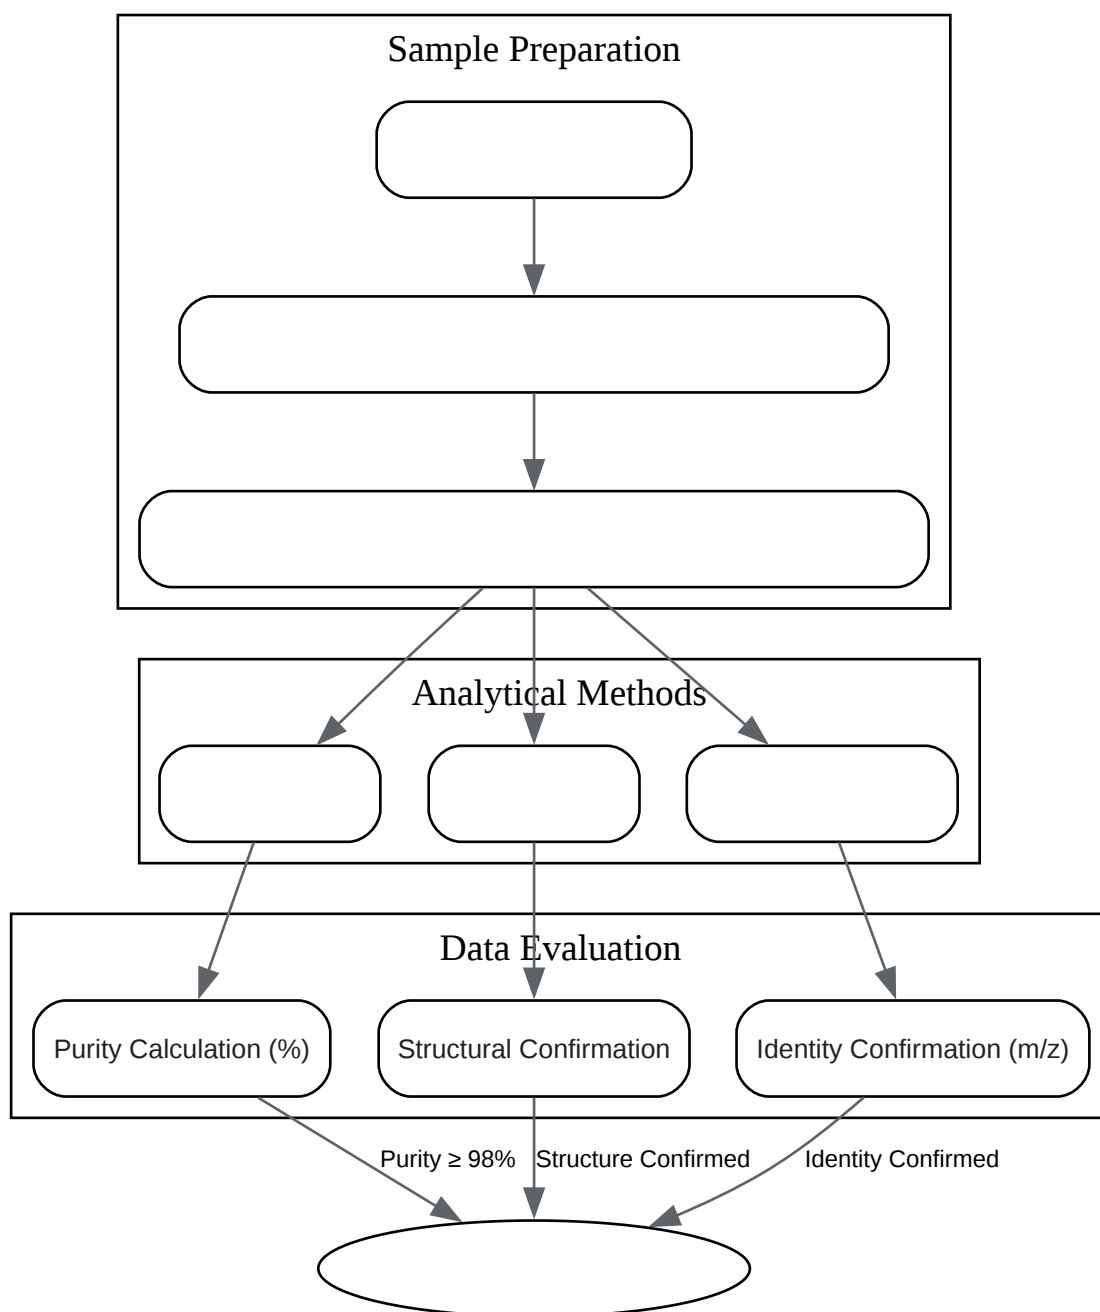 Sample Preparation
Analytical Methods
Data Evaluation
Purity Calculation (%)
Structural Confirmation
Identity Confirmation (m/z)
Purity ≥ 98%
Structure Confirmed
Identity Confirmed